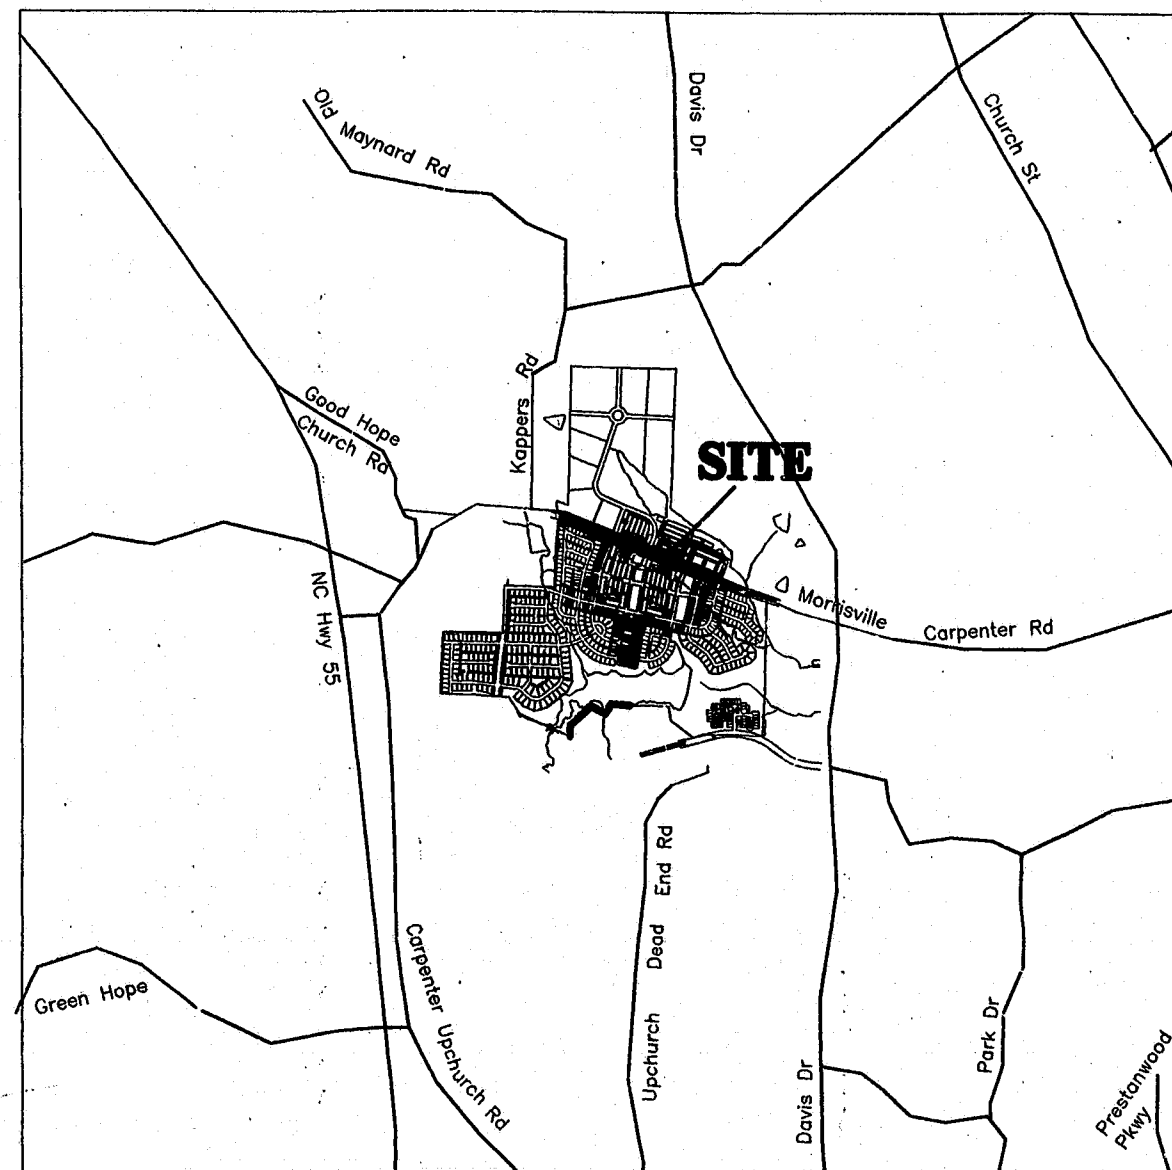 Old Maynard Rd
Davis Dr
Church St
Kappers Rd
Good Hope
Church Rd
SITE
NC Hwy 55
Morrisville
Carpenter Rd
Upchurch Dead End Rd
Carpenter Upchurch Rd
Green Hope
Davis Dr
Park Dr
Prestanwood
Pkwy